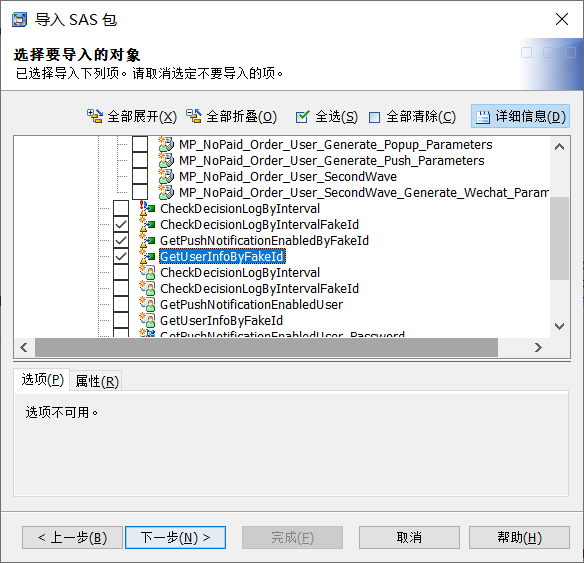 导入 SAS 包
选择要导入的对象
已选择导入下列项。请取消选定不要导入的项。
全部展开(X) 全部折叠(O) 全选(S) 全部清除(C) 详细信息(D)
MP_NoPaid_Order_User_Generate_Popup_Parameters
MP_NoPaid_Order_User_Generate_Push_Parameters
MP_NoPaid_Order_User_SecondWave
MP_NoPaid_Order_User_SecondWave_Generate_Wechat_Param
CheckDecisionLogByInterval
CheckDecisionLogByIntervalFakeId
GetPushNotificationEnabledByFakeId
GetUserInfoByFakeId
CheckDecisionLogByInterval
CheckDecisionLogByIntervalFakeId
GetPushNotificationEnabledUser
GetUserInfoByFakeId
GetPushNotificationEnabledUser_Password
选项(P) 属性(R)
选项不可用。
< 上一步(B) 下一步(N) > 完成(F) 取消 帮助(H)